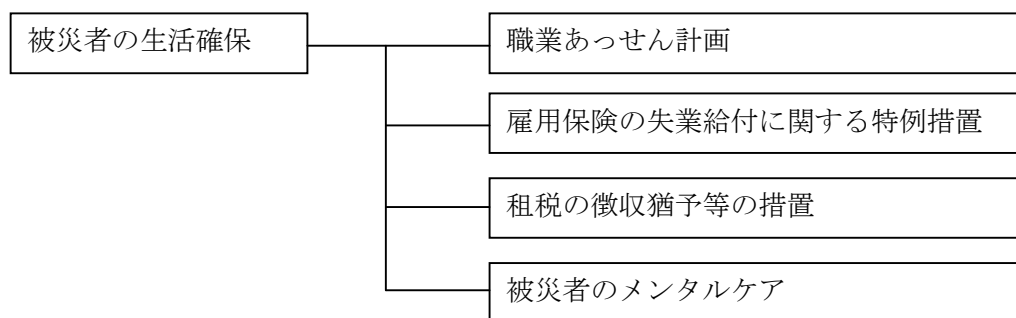 被災者の生活確保
職業あっせん計画
雇用保険の失業給付に関する特例措置
租税の徴収猶予等の措置
被災者のメンタルケア